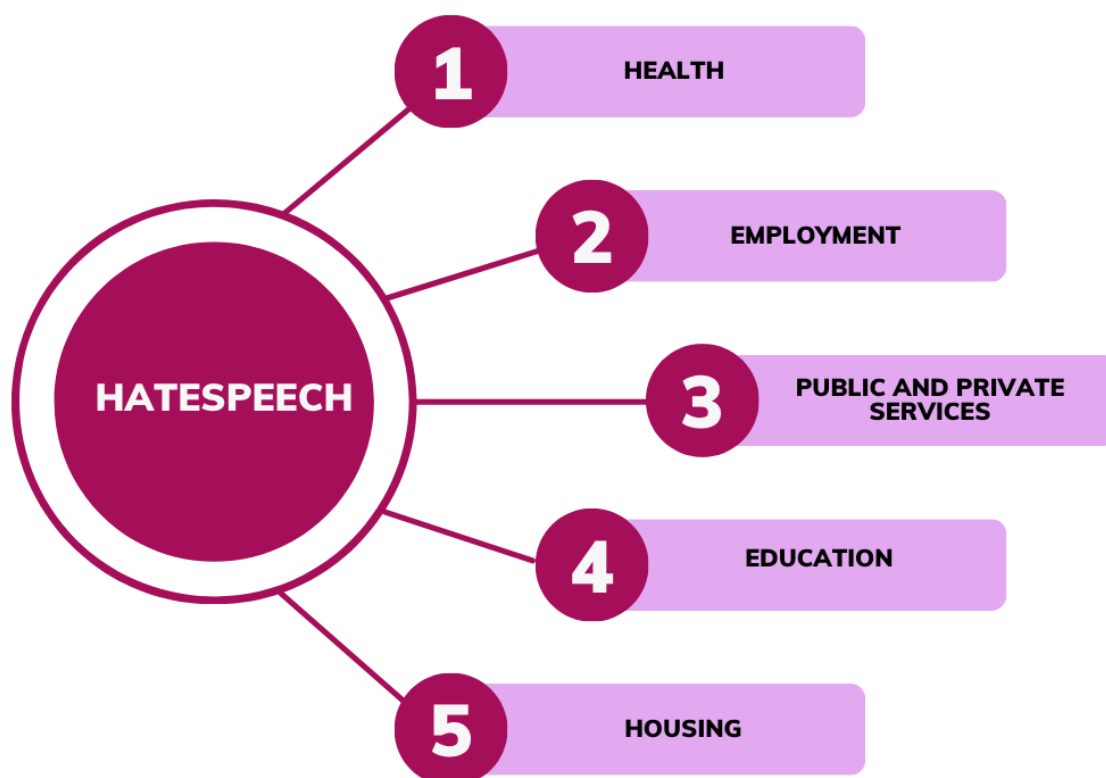 1
HEALTH
2
EMPLOYMENT
HATESPEECH
3
PUBLIC AND PRIVATE
SERVICES
4
EDUCATION
5
HOUSING